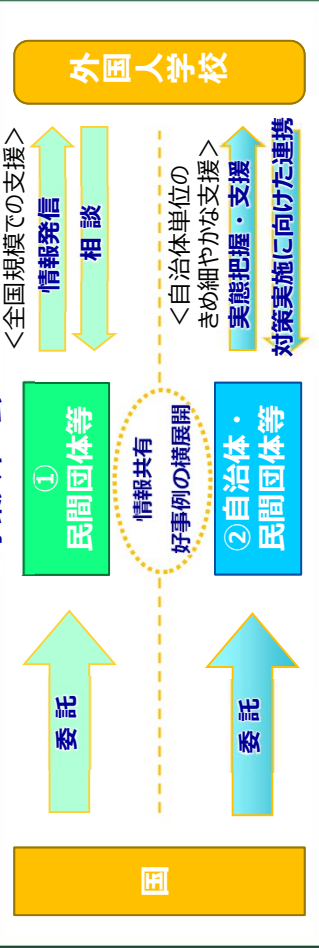 国
委託
委託
①
民間団体等
情報共有
好事例の横展開
②自治体・
民間団体等
<全国規模での支援>
情報発信
相談
<自治体単位の
きめ細やかな支援>
実態把握・支援
対策実施に向けた連携
外国人学校